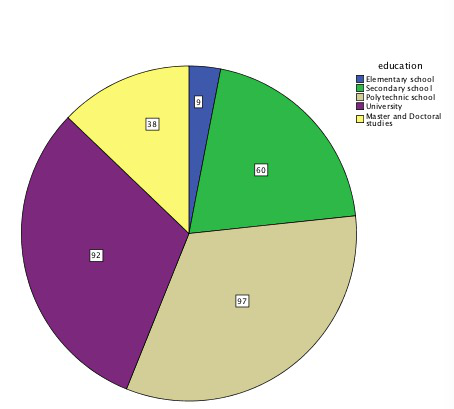 education
Elementary school
Secondary school
Polytechnic school
University
Master and Doctoral
studies
9
38
60
92
97